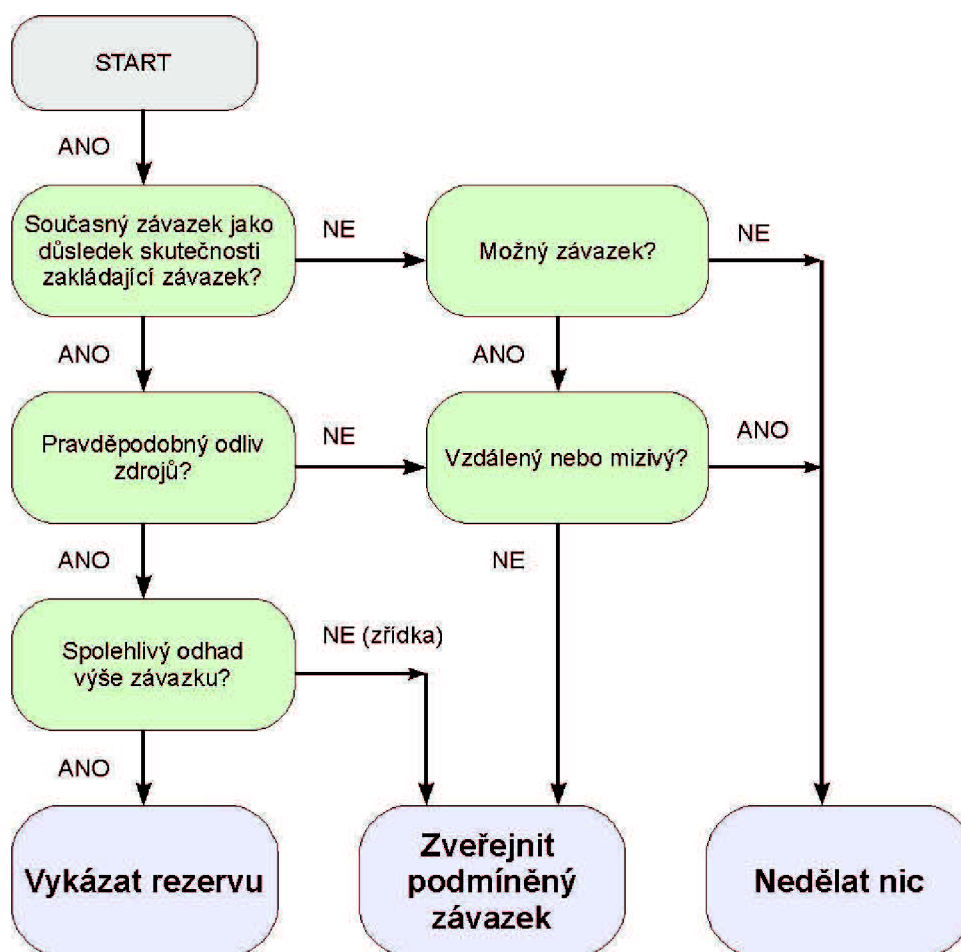 START
ANO
Současný závazek jako
důsledek skutečnosti
zakládající závazek?
NE
Možný závazek?
NE
ANO
ANO
Pravděpodobný odliv
zdrojů?
NE
Vzdálený nebo mizivý?
ANO
ANO
NE
Spolehlivý odhad
výše závazku?
NE (zřídka)
ANO
Vykázat rezervu
Zveřejnit
podmíněný
závazek
Nedělat nic